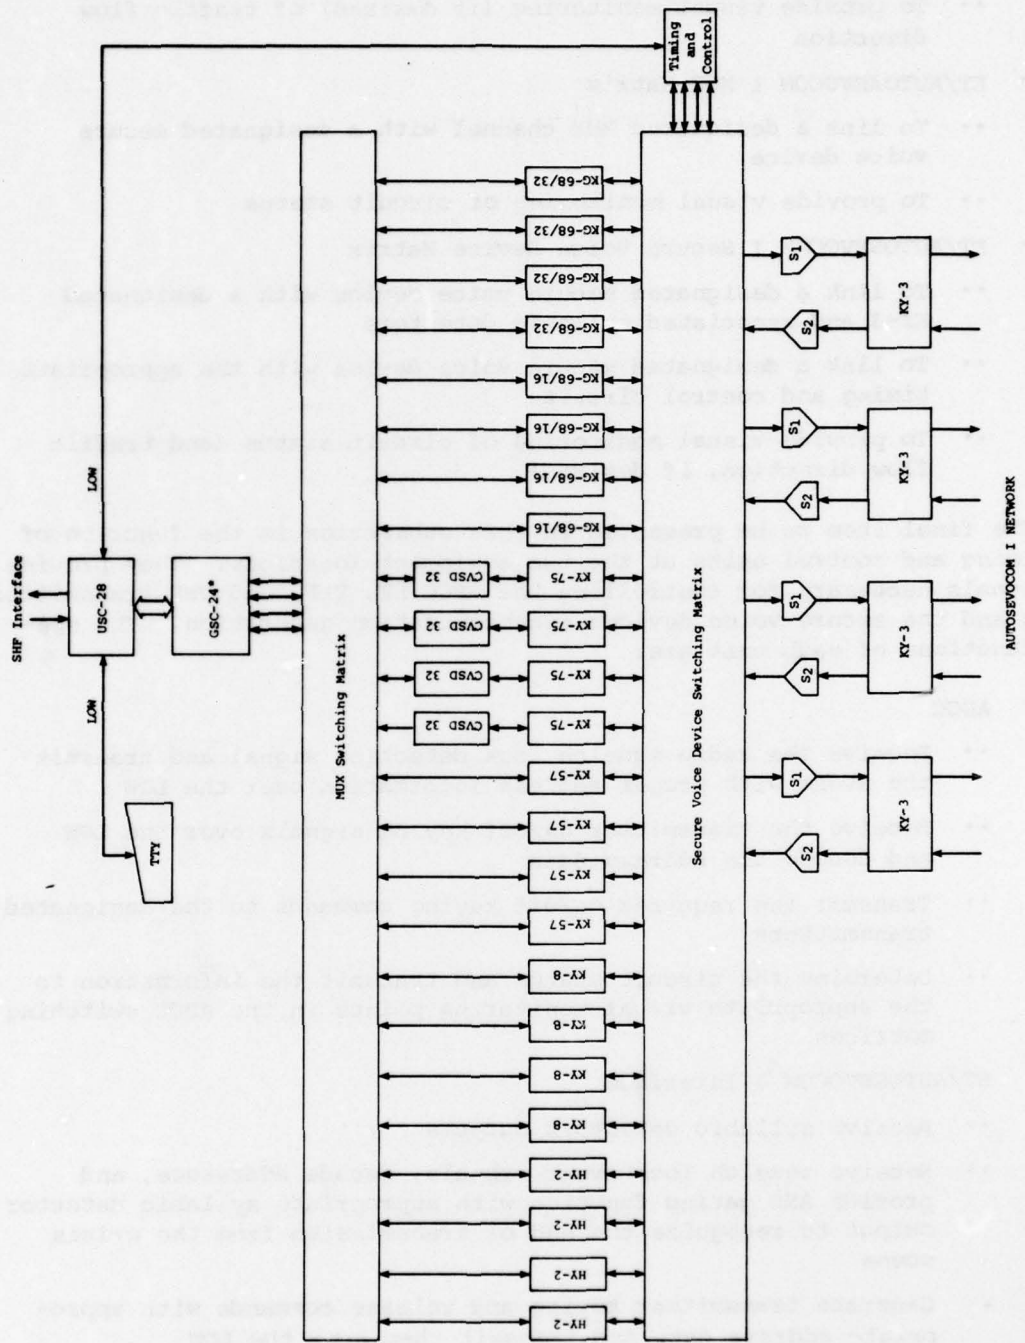 SHF Interface
LOW
LOW
USC-28
GSC-24*
TTY
Timing
and
Control
MUX Switching Matrix
CVSD 32
CVSD 32
CVSD 32
CVSD 32
HY-2
HY-2
HY-2
HY-2
KY-8
KY-8
KY-8
KY-8
KY-57
KY-57
KY-57
KY-57
KY-75
KY-75
KY-75
KY-75
KG-68/16
KG-68/16
KG-68/16
KG-68/16
KG-68/32
KG-68/32
KG-68/32
KG-68/32
Secure Voice Device Switching Matrix
S2
S1
S2
S1
S2
S1
S2
S1
KY-3
KY-3
KY-3
KY-3
AUTOSEVOCOM NETWORK